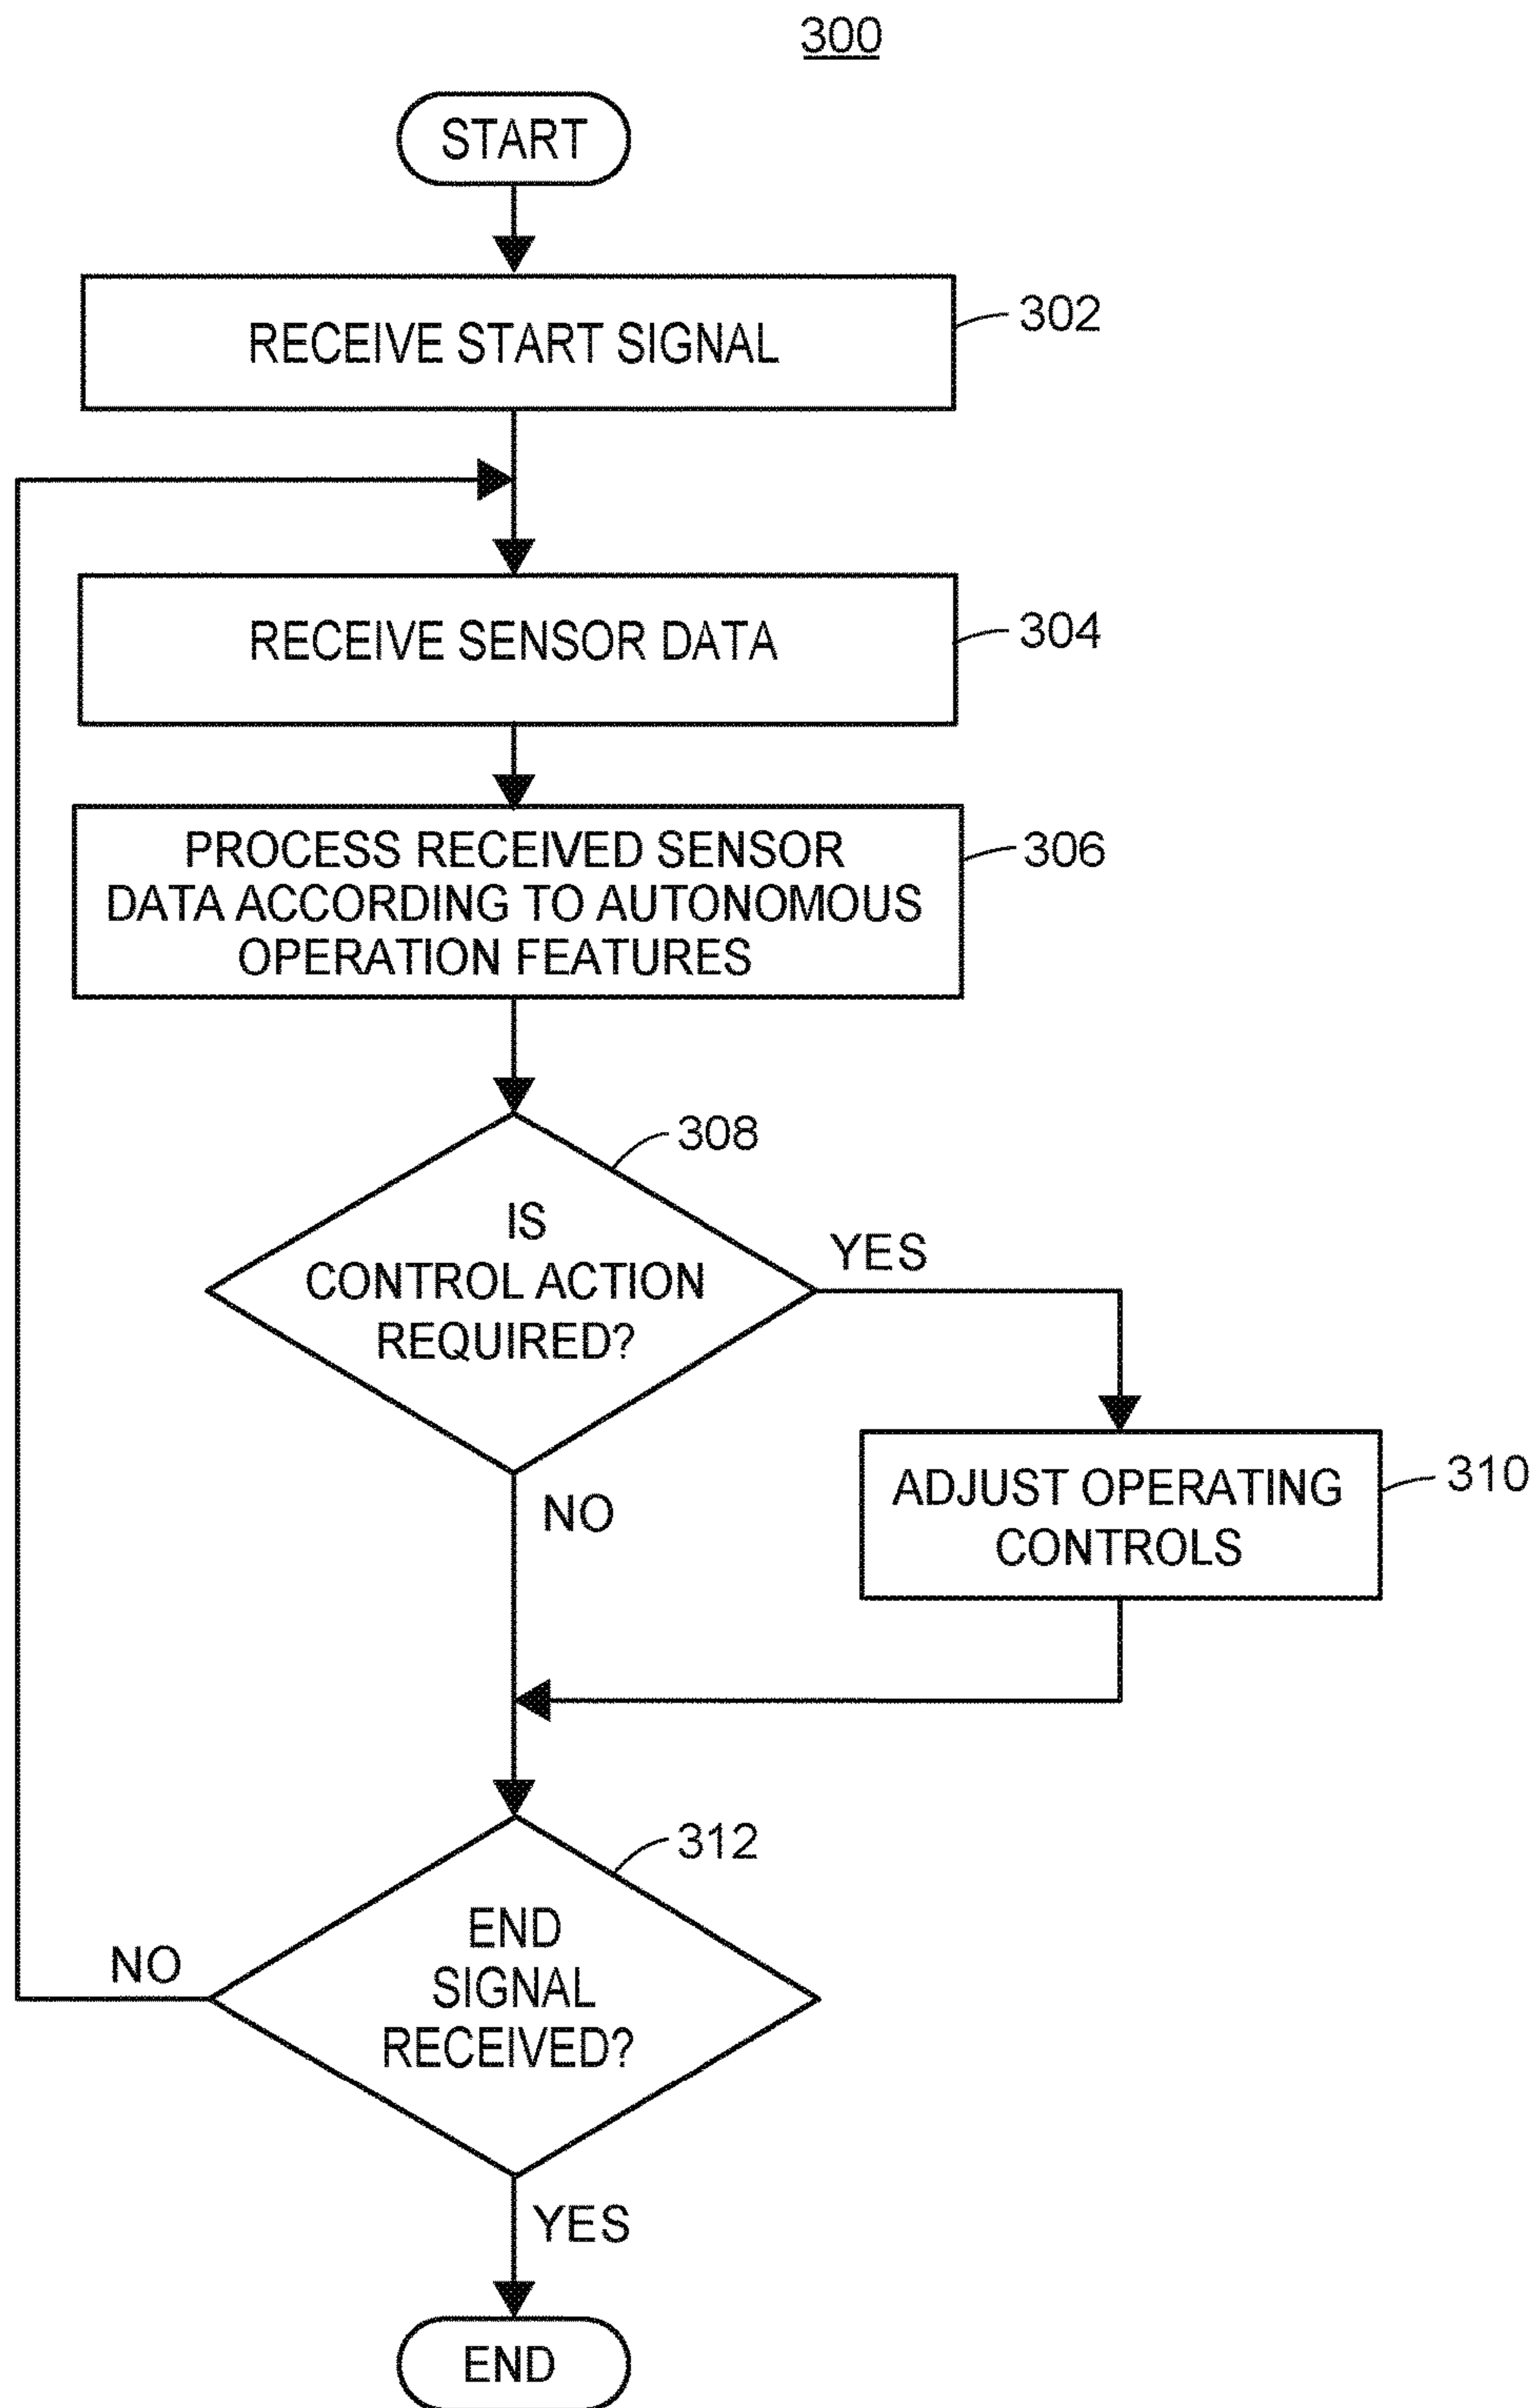 300
START
RECEIVE START SIGNAL
302
RECEIVE SENSOR DATA
304
PROCESS RECEIVED SENSOR
DATA ACCORDING TO AUTONOMOUS
OPERATION FEATURES
306
308
IS
CONTROL ACTION
REQUIRED?
YES
NO
ADJUST OPERATING
CONTROLS
310
312
END
SIGNAL
RECEIVED?
NO
YES
END